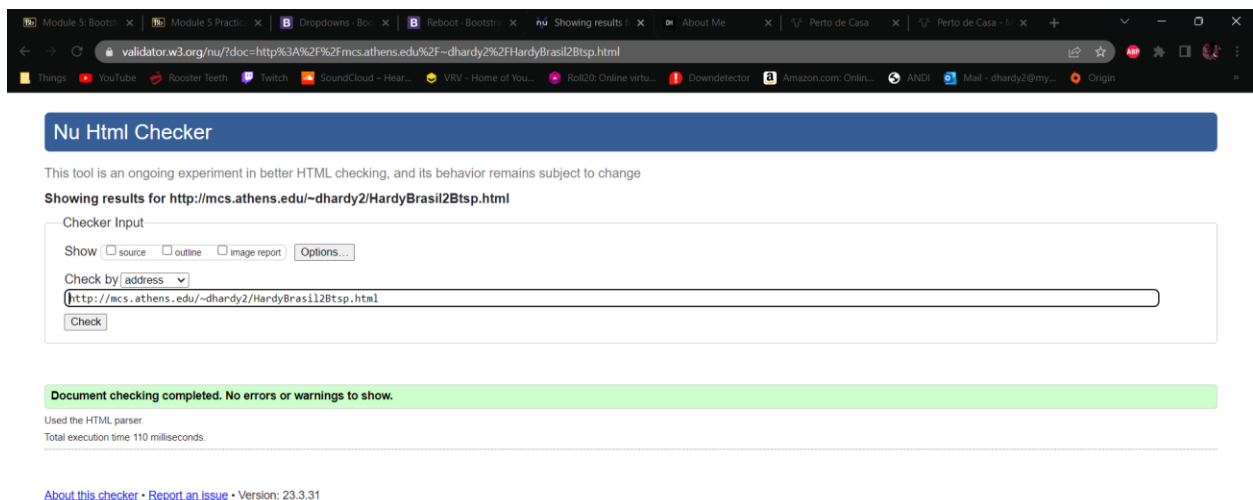 Module 5: Bootst
Module 5 Practic
Dropdowns · Boo
Reboot · Bootstra
Showing results f
About Me
Perto de Casa
Perto de Casa - M
validator.w3.org/nu/?doc=http%3A%2F%2Fmcs.athens.edu%2F~dhardy2%2FHardyBrasil2Btsp.html
Things YouTube Rooster Teeth Twitch SoundCloud – Hear... VRV - Home of You... Roll20: Online virtu... Downdetector Amazon.com: Onlin... ANDI Mail - dhardy2@my... Origin
Nu Html Checker
This tool is an ongoing experiment in better HTML checking, and its behavior remains subject to change
Showing results for http://mcs.athens.edu/~dhardy2/HardyBrasil2Btsp.html
Checker Input
Show source outline image report Options...
Check by address
http://mcs.athens.edu/~dhardy2/HardyBrasil2Btsp.html
Check
Document checking completed. No errors or warnings to show.
Used the HTML parser.
Total execution time 110 milliseconds.
About this checker • Report an issue • Version: 23.3.31